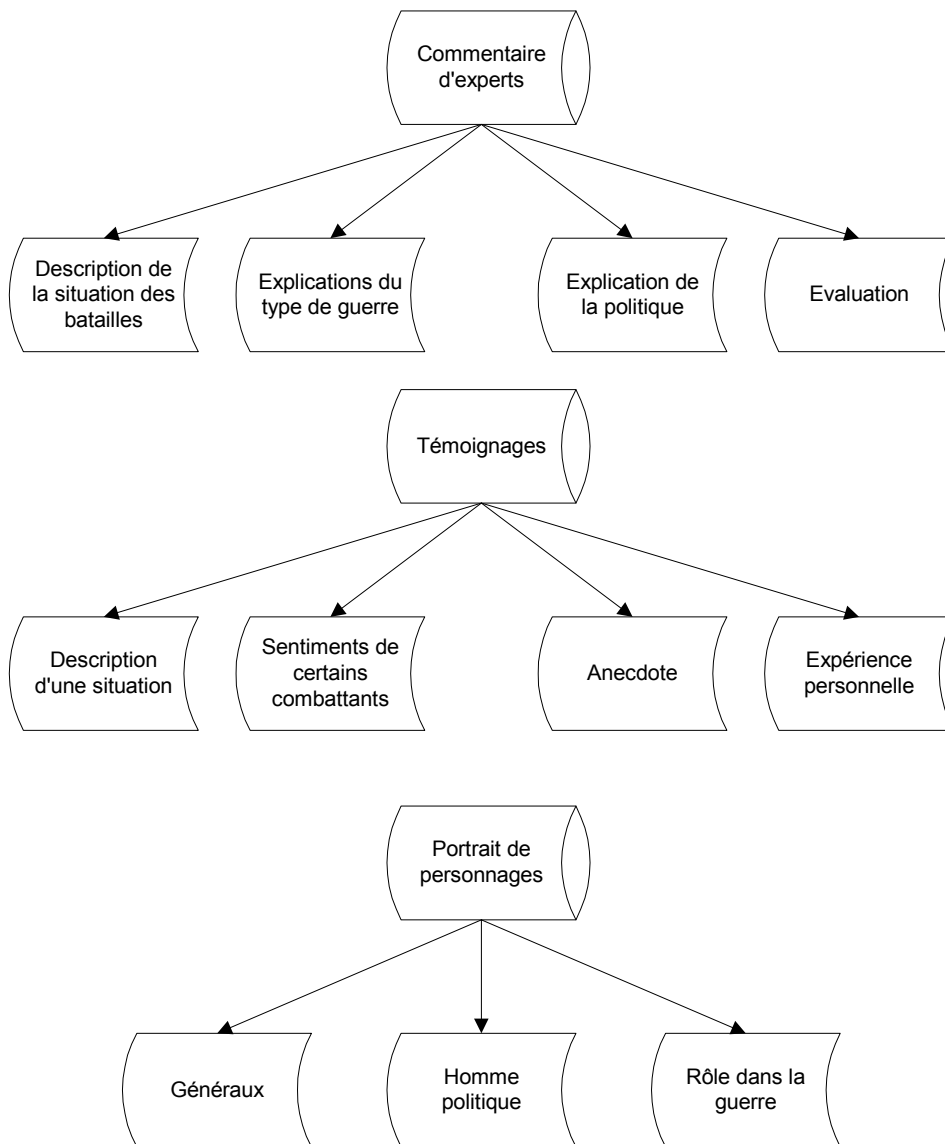 Commentaire
d'experts
Description de
la situation des
batailles
Explications du
type de guerre
Explication de
la politique
Evaluation
Témoignages
Description
d'une situation
Sentiments de
certains
combattants
Anecdote
Expérience
personnelle
Portrait de
personnages
Généraux
Homme
politique
Rôle dans la
guerre